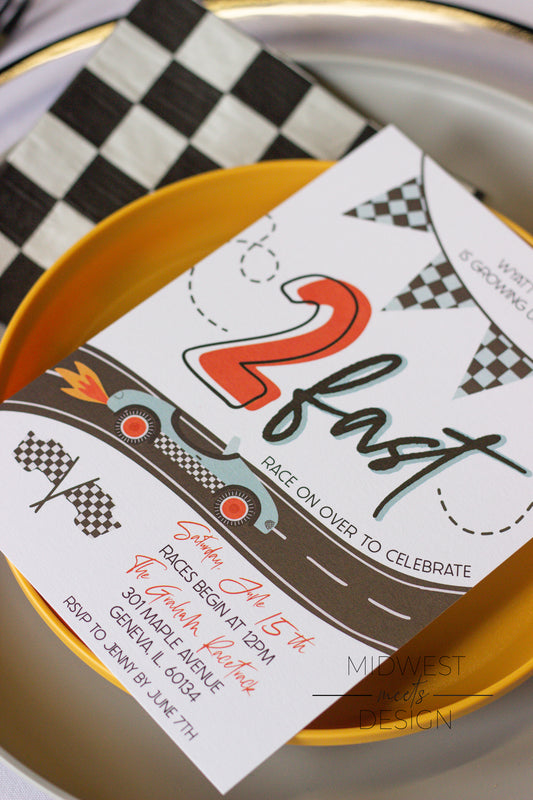 WYATT
IS GROWING
2 fast
RACE ON OVER TO CELEBRATE
Saturday, June 15th
RACES BEGIN AT 12PM
The Graham Racetrack
301 MAPLE AVENUE
GENEVA, IL 60134
RSVP TO JENNY BY JUNE 7TH
MIDWEST
meets
DESIGN